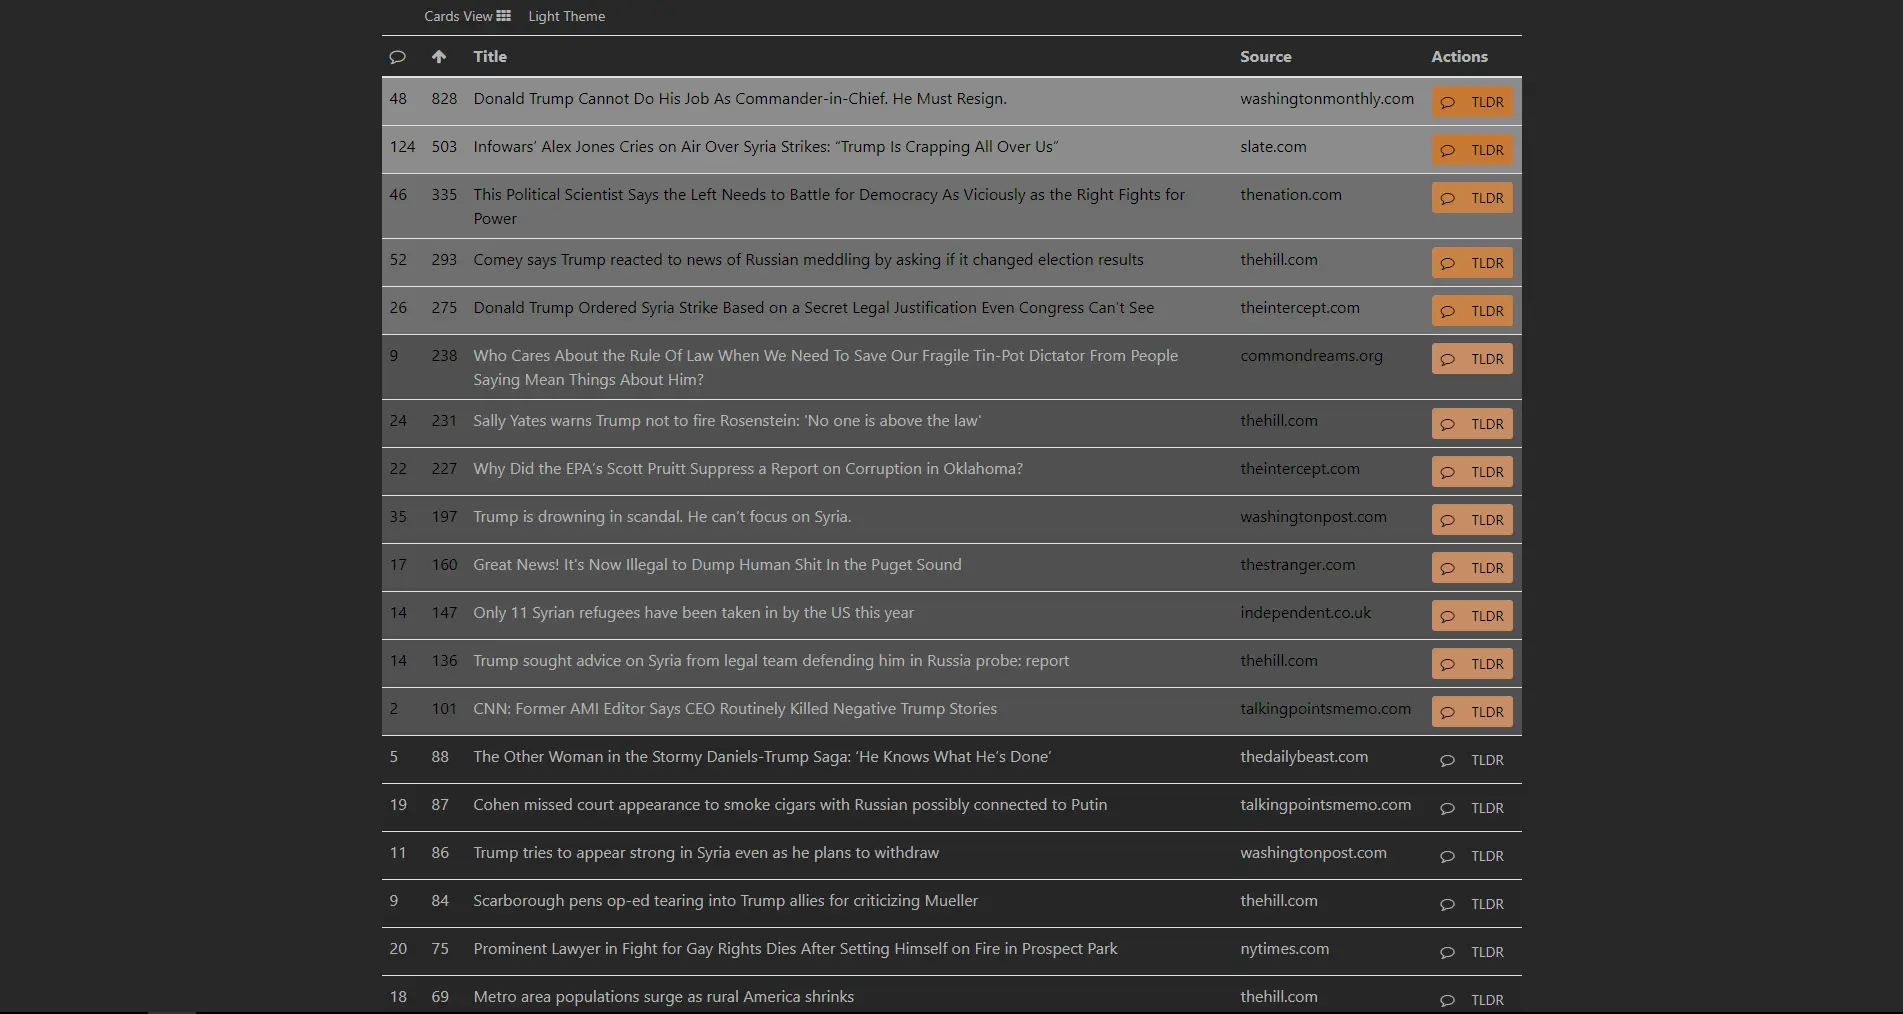 Cards View Light Theme
Title Source Actions
48 828 Donald Trump Cannot Do His Job As Commander-in-Chief. He Must Resign. washingtonmonthly.com TLDR
124 503 Infowars’ Alex Jones Cries on Air Over Syria Strikes: “Trump Is Crapping All Over Us” slate.com TLDR
46 335 This Political Scientist Says the Left Needs to Battle for Democracy As Viciously as the Right Fights for thenation.com TLDR
Power
52 293 Comey says Trump reacted to news of Russian meddling by asking if it changed election results thehill.com TLDR
26 275 Donald Trump Ordered Syria Strike Based on a Secret Legal Justification Even Congress Can’t See theintercept.com TLDR
9 238 Who Cares About the Rule Of Law When We Need To Save Our Fragile Tin-Pot Dictator From People commondreams.org TLDR
Saying Mean Things About Him?
24 231 Sally Yates warns Trump not to fire Rosenstein: 'No one is above the law' thehill.com TLDR
22 227 Why Did the EPA’s Scott Pruitt Suppress a Report on Corruption in Oklahoma? theintercept.com TLDR
35 197 Trump is drowning in scandal. He can’t focus on Syria. washingtonpost.com TLDR
17 160 Great News! It's Now Illegal to Dump Human Shit In the Puget Sound thestranger.com TLDR
14 147 Only 11 Syrian refugees have been taken in by the US this year independent.co.uk TLDR
14 136 Trump sought advice on Syria from legal team defending him in Russia probe: report thehill.com TLDR
2 101 CNN: Former AMI Editor Says CEO Routinely Killed Negative Trump Stories talkingpointsmemo.com TLDR
5 88 The Other Woman in the Stormy Daniels-Trump Saga: ‘He Knows What He’s Done’ thedailybeast.com TLDR
19 87 Cohen missed court appearance to smoke cigars with Russian possibly connected to Putin talkingpointsmemo.com TLDR
11 86 Trump tries to appear strong in Syria even as he plans to withdraw washingtonpost.com TLDR
9 84 Scarborough pens op-ed tearing into Trump allies for criticizing Mueller thehill.com TLDR
20 75 Prominent Lawyer in Fight for Gay Rights Dies After Setting Himself on Fire in Prospect Park nytimes.com TLDR
18 69 Metro area populations surge as rural America shrinks thehill.com TLDR